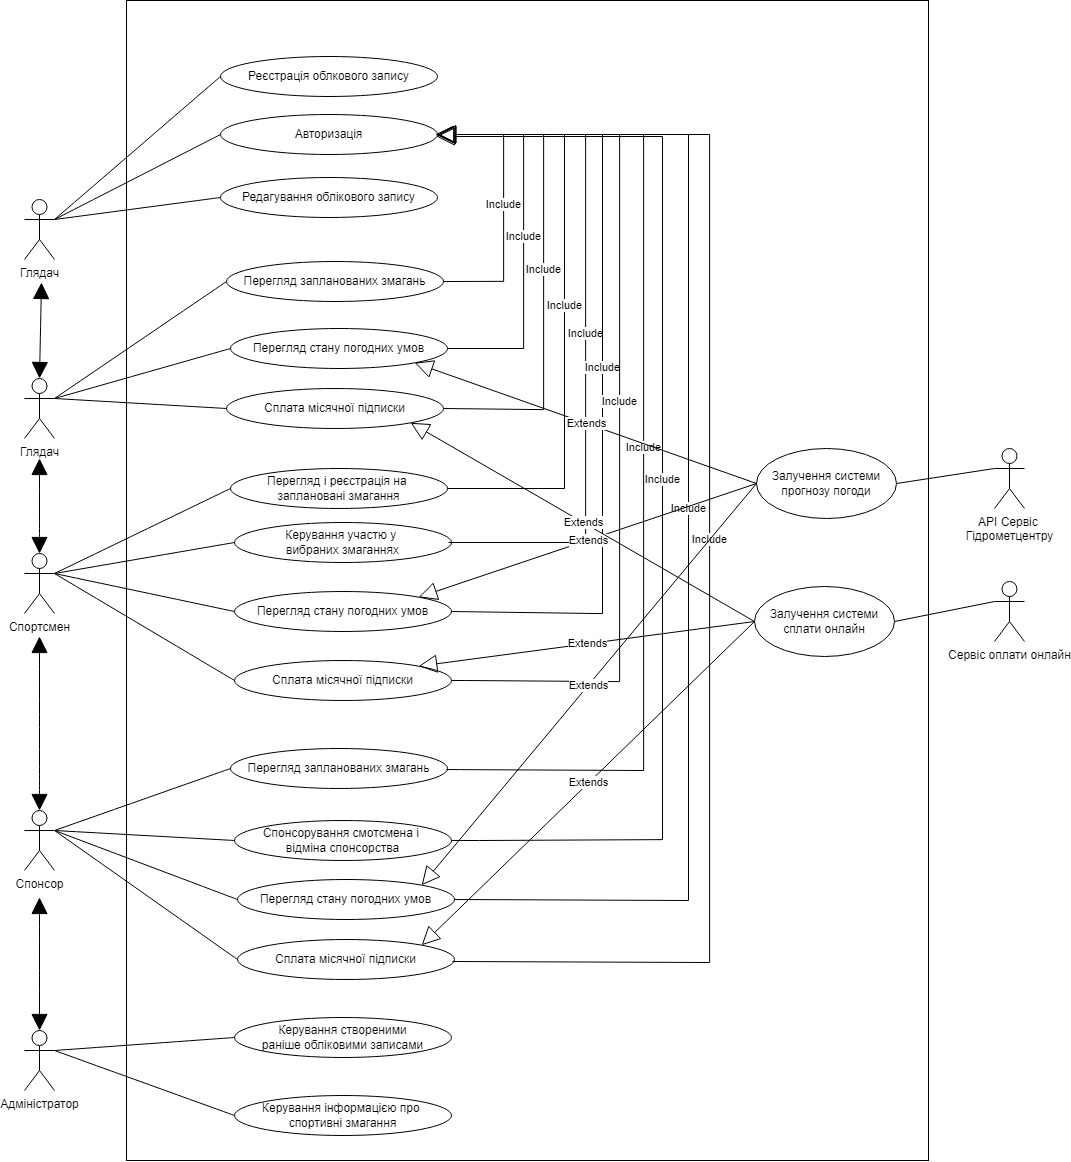 Реєстрація облкового запису
Авторизація
Редагування облікового запису
Include
Include
Глядач
Include
Перегляд запланованих змагань
Include
Include
Перегляд стану погодних умов
Include
Include
Сплата місячної підписки
Extends
Include
Глядач
Перегляд і реєстрація на
заплановані змагання
Include
Залучення системи
прогнозу погоди
Include
АРІ Сервіс
Гідрометцентру
Extends
Керування участю у
вибраних змаганнях
Extends
Include
Перегляд стану погодних умов
Залучення системи
сплати онлайн
Спортсмен
Extends
Сервіс оплати онлайн
Сплата місячної підписки
Extends
Перегляд запланованих змагань
Extends
Спонсорування смотсмена і
відміна спонсорства
Спонсор
Перегляд стану погодних умов
Сплата місячної підписки
Керування створеними
раніше обліковими записами
Адміністратор
Керування інформацією про
спортивні змагання